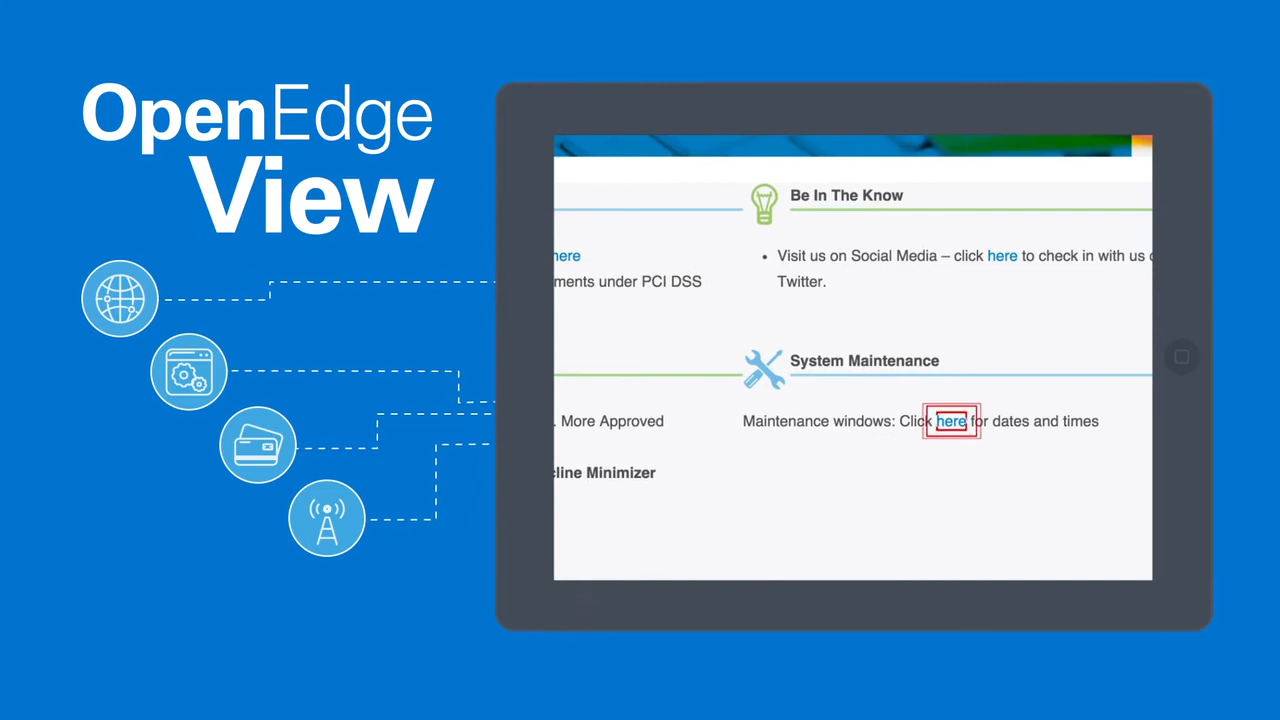 OpenEdge
View
Be In The Know
here
• Visit us on Social Media – click here to check in with us
ments under PCI DSS
Twitter.
System Maintenance
. More Approved
Maintenance windows: Click here for dates and times
cline Minimizer